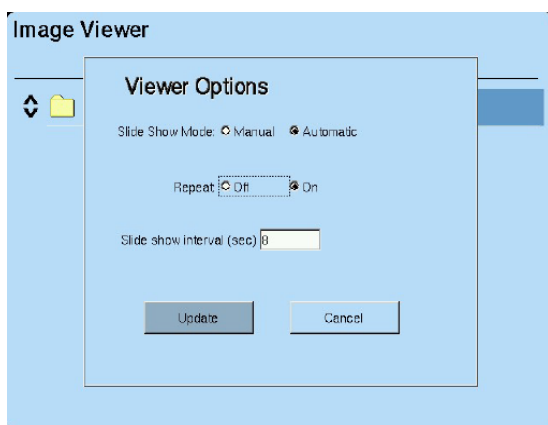 Image Viewer
Viewer Options
Slide Show Mode: Manual Automatic
Repeat Off On
Slide show interval (sec) 8
Update Cancel